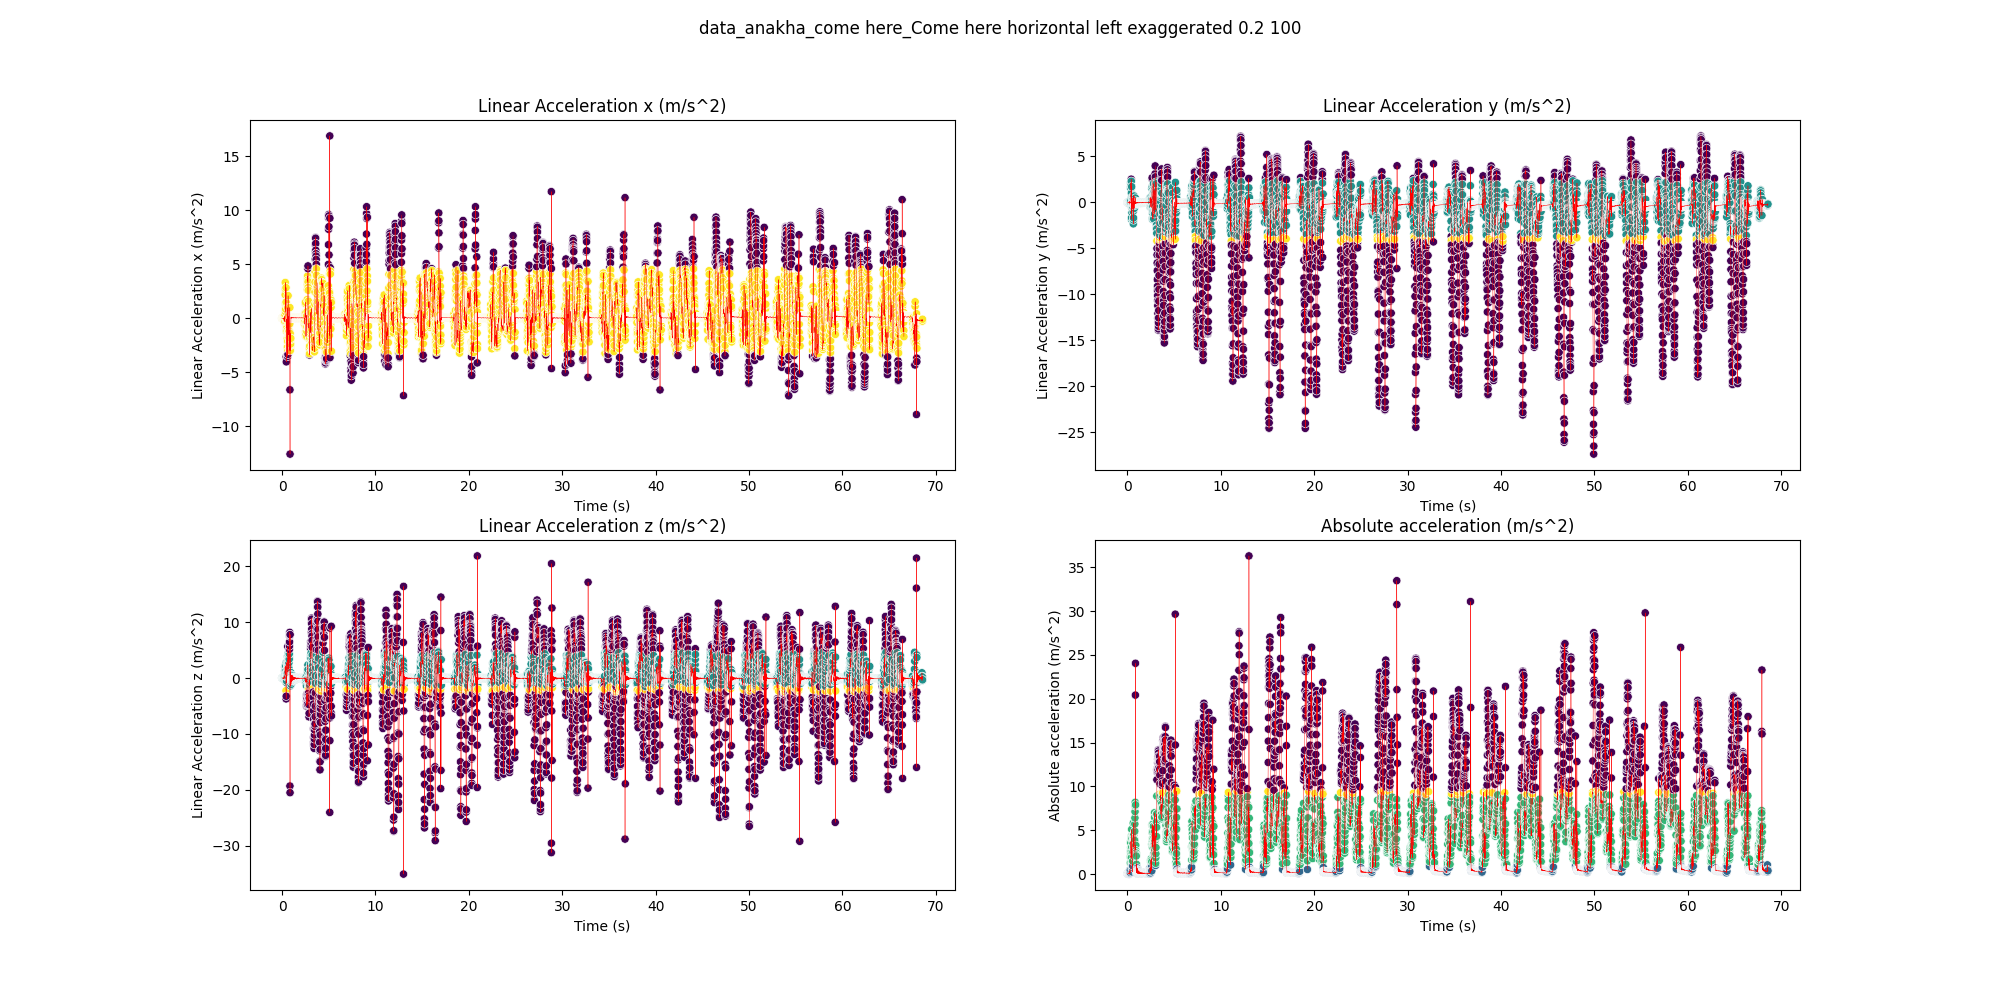 data_anakha_come here_Come here horizontal left exaggerated 0.2 100
Linear Acceleration x (m/s^2)
Linear Acceleration x (m/s^2)
15
10
5
0
−5
−10
0 10 20 30 40 50 60 70
Time (s)
Linear Acceleration y (m/s^2)
Linear Acceleration y (m/s^2)
5
0
−5
−10
−15
−20
−25
0 10 20 30 40 50 60 70
Time (s)
Linear Acceleration z (m/s^2)
Linear Acceleration z (m/s^2)
20
10
0
−10
−20
−30
0 10 20 30 40 50 60 70
Time (s)
Absolute acceleration (m/s^2)
Absolute acceleration (m/s^2)
35
30
25
20
15
10
5
0
0 10 20 30 40 50 60 70
Time (s)